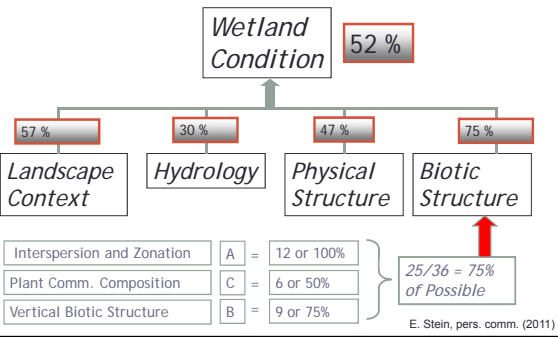 Wetland
Condition
52 %
57 %
30 %
47 %
75 %
Landscape
Context
Hydrology
Physical
Structure
Biotic
Structure
Interspersion and Zonation A = 12 or 100%
Plant Comm. Composition C = 6 or 50%
Vertical Biotic Structure B = 9 or 75%
25/36 = 75%
of Possible
E. Stein, pers. comm. (2011)